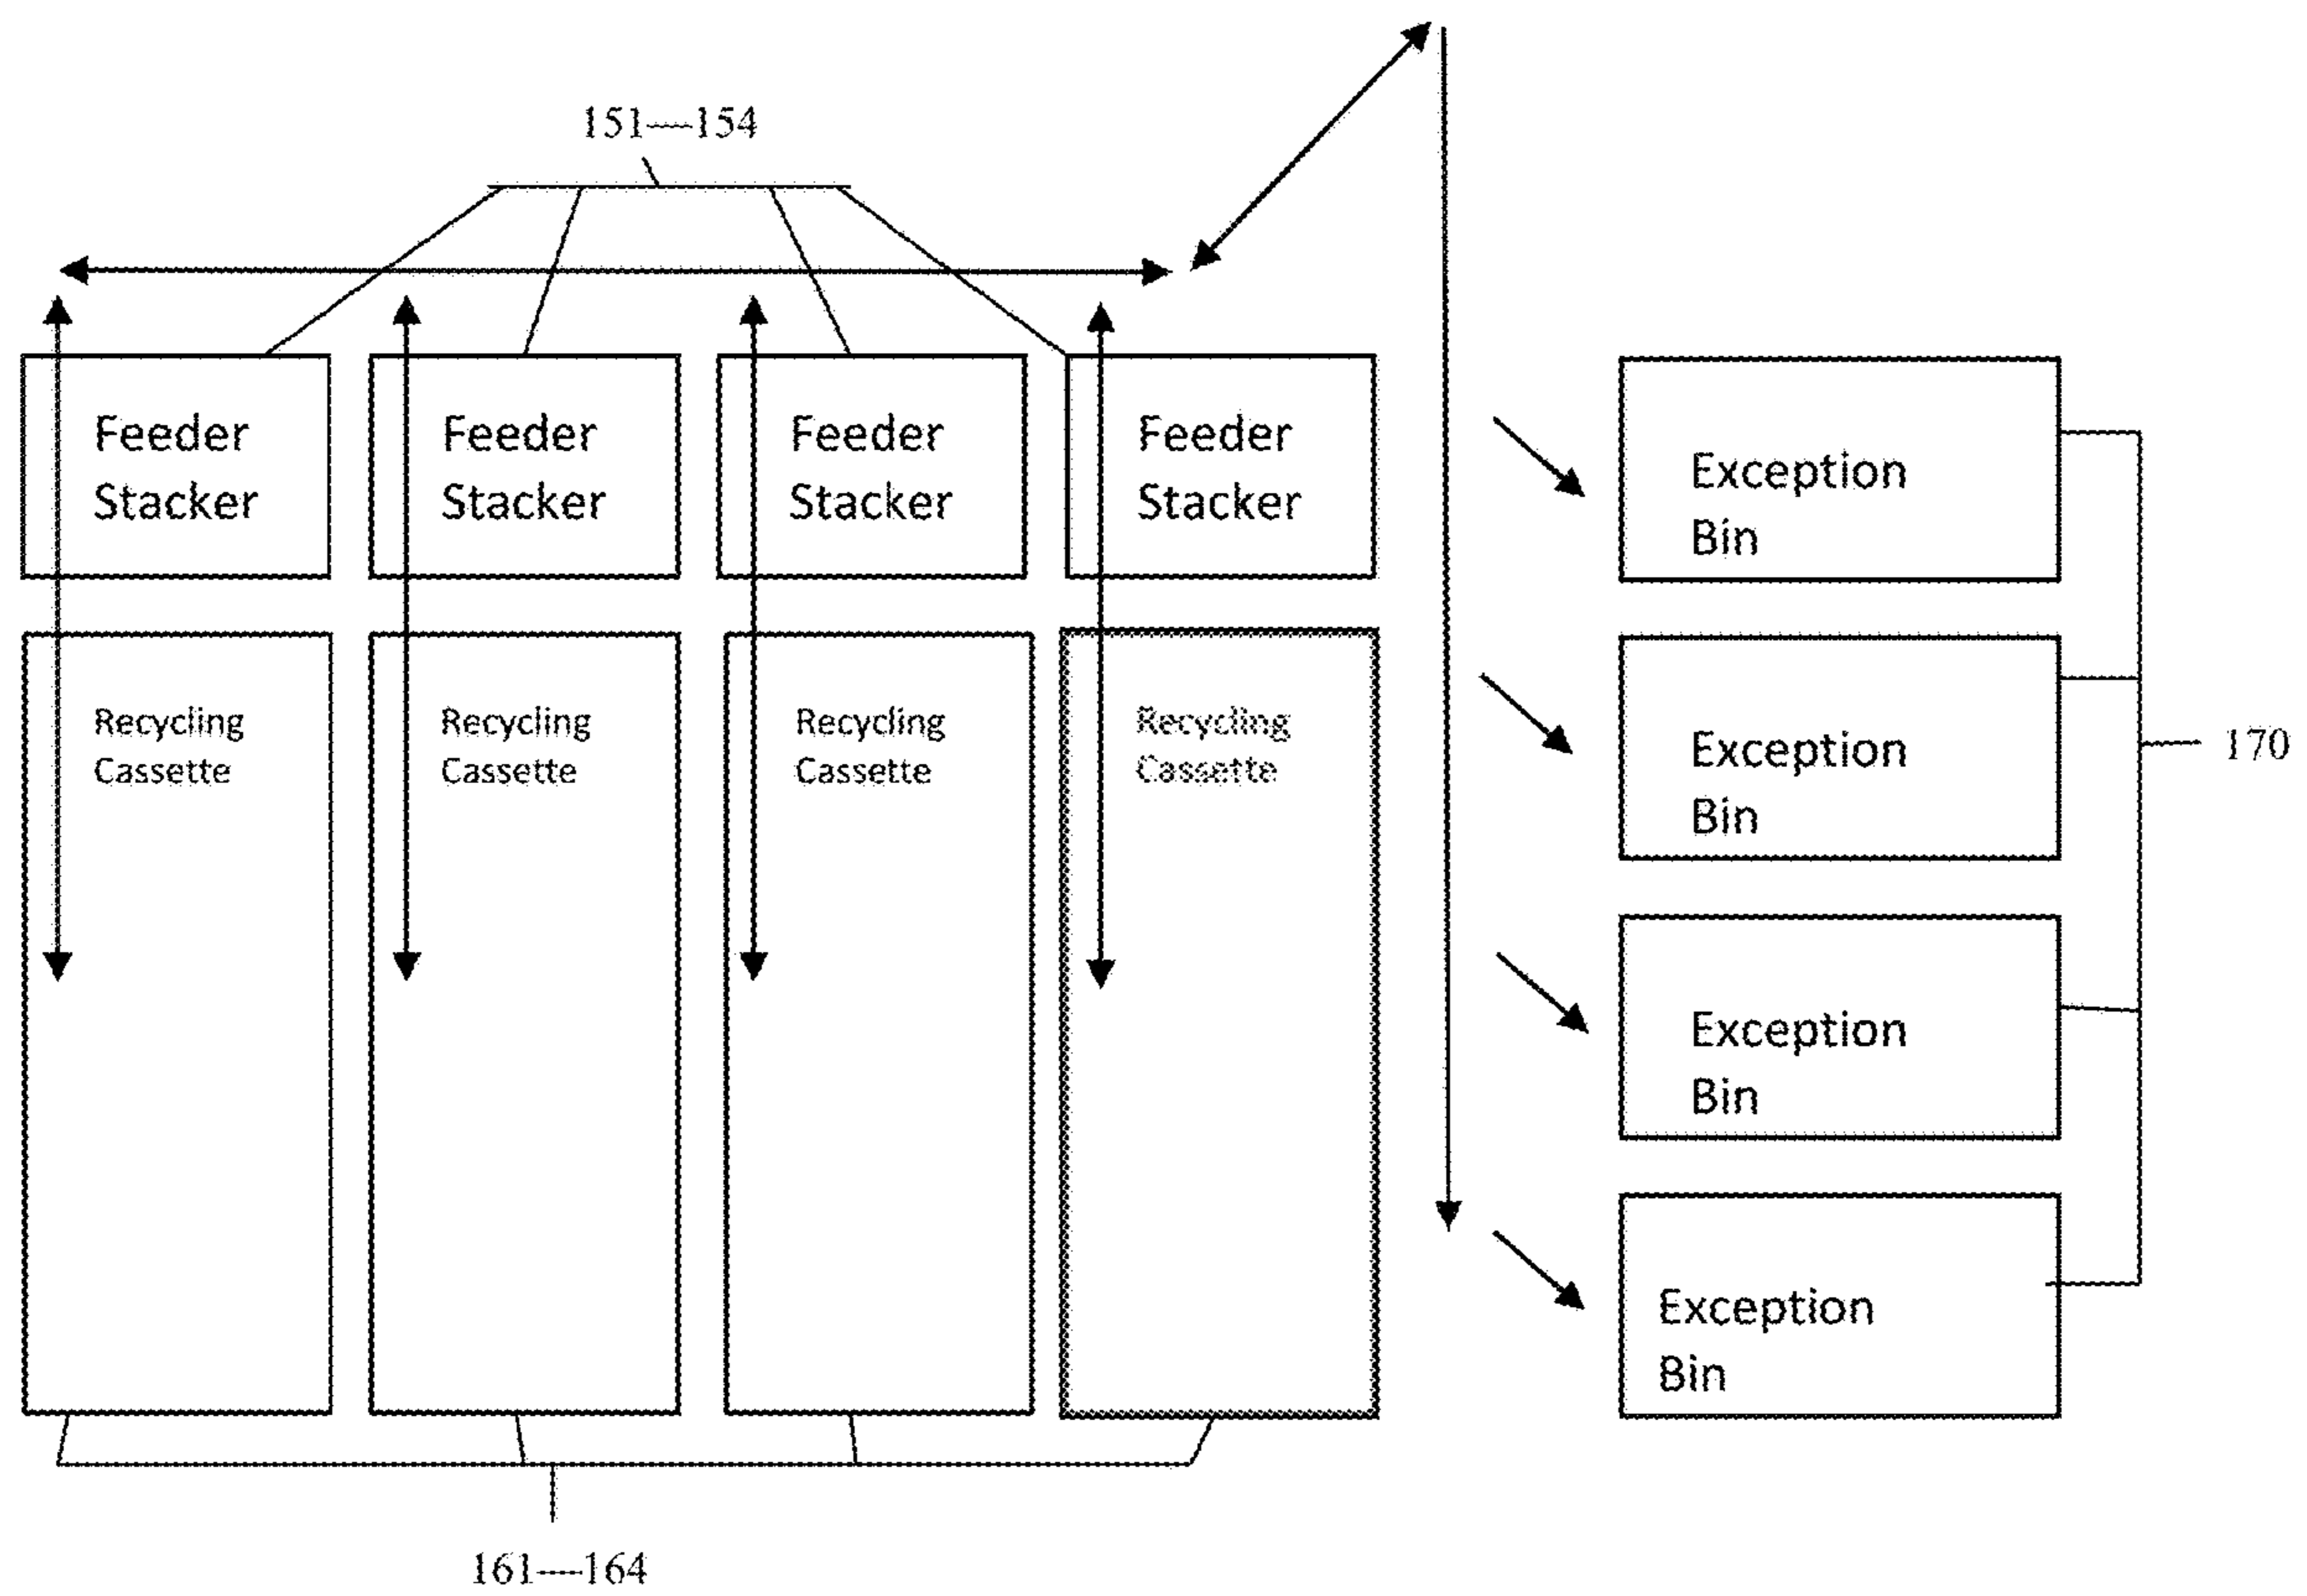 151—154
Feeder
Stacker
Feeder
Stacker
Feeder
Stacker
Feeder
Stacker
Exception
Bin
Recycling
Cassette
Recycling
Cassette
Recycling
Cassette
Recycling
Cassette
Exception
Bin
170
Exception
Bin
Exception
Bin
161—164